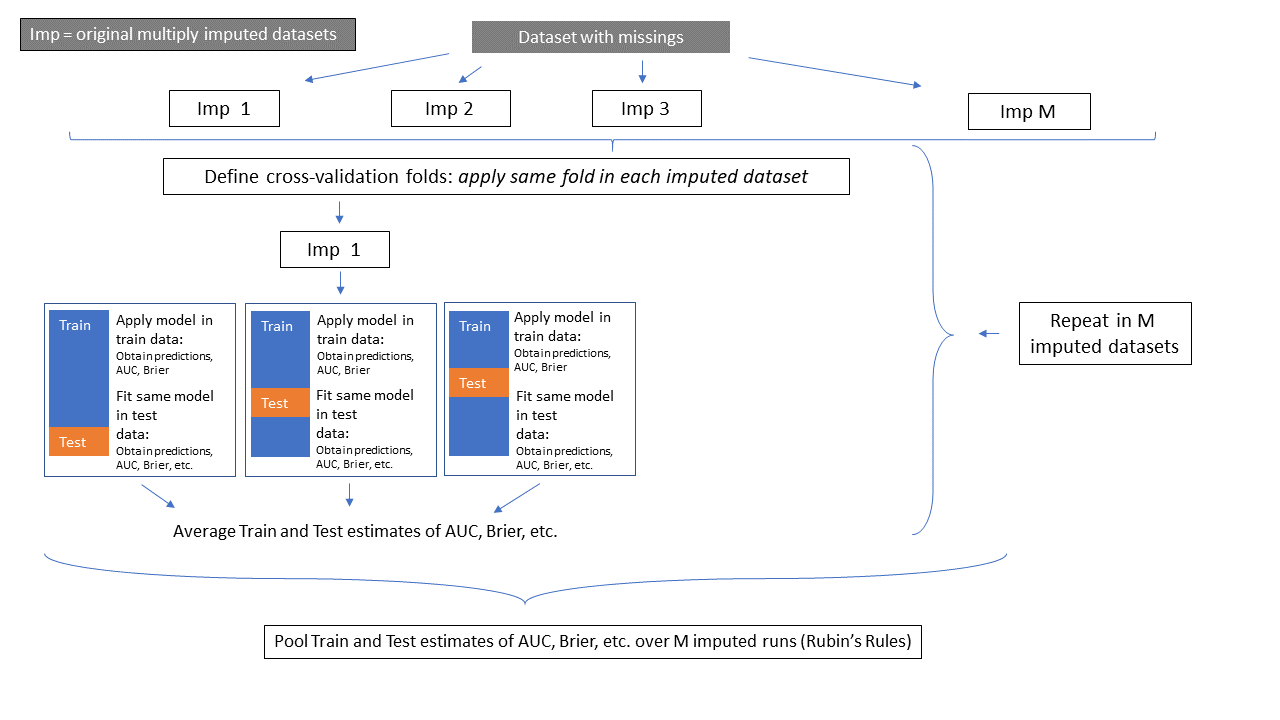 Imp = original multiply imputed datasets
Dataset with missings
Imp 1
Imp 2
Imp 3
Imp M
Define cross-validation folds: apply same fold in each imputed dataset
Imp 1
Train
Test
Apply model in
train data:
Obtain predictions,
AUC, Brier
Fit same model
in test
data:
Obtain predictions,
AUC, Brier, etc.
Train
Test
Apply model in
train data:
Obtain predictions,
AUC, Brier
Fit same model
in test
data:
Obtain predictions,
AUC, Brier, etc.
Train
Test
Apply model in
train data:
Obtain predictions,
AUC, Brier
Fit same model
in test
data:
Obtain predictions,
AUC, Brier, etc.
Repeat in M
imputed datasets
Average Train and Test estimates of AUC, Brier, etc.
Pool Train and Test estimates of AUC, Brier, etc. over M imputed runs (Rubin’s Rules)